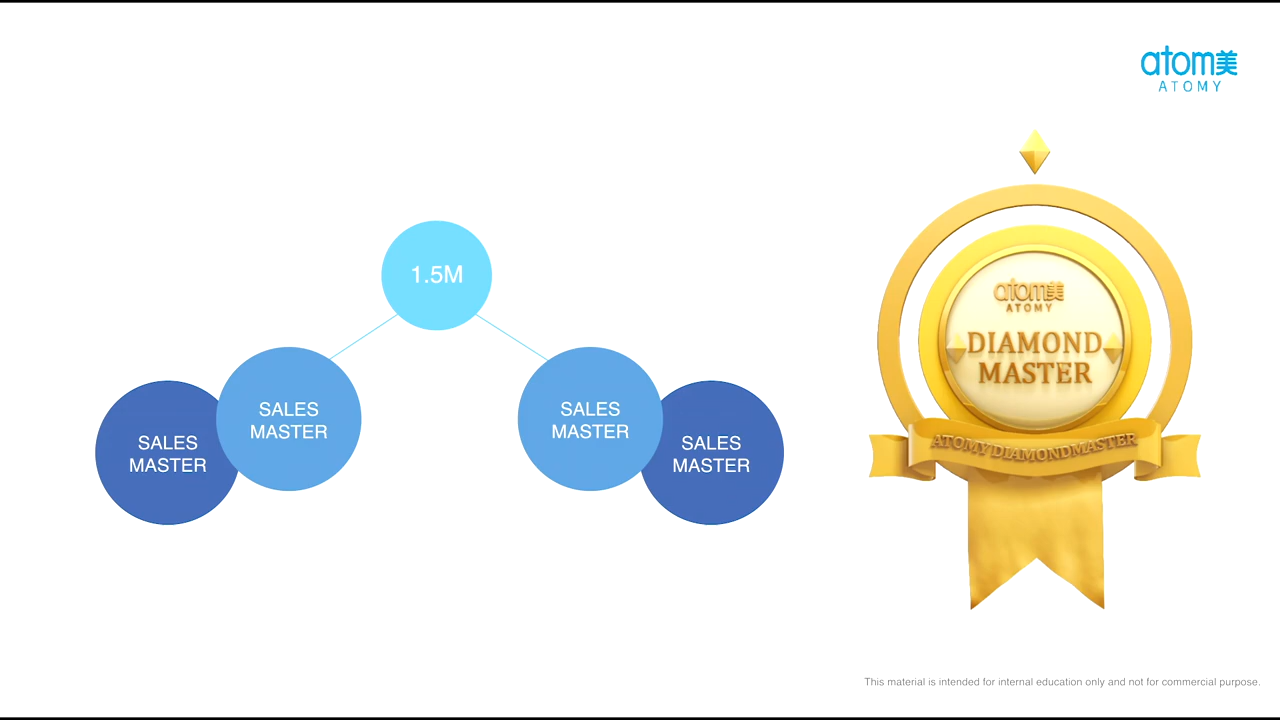 atom美
ATOMY
1.5M
SALES
MASTER
SALES
MASTER
SALES
MASTER
SALES
MASTER
atom美
ATOMY
DIAMOND
MASTER
ATOMY DIAMONDMASTER
This material is intended for internal education only and not for commercial purpose.